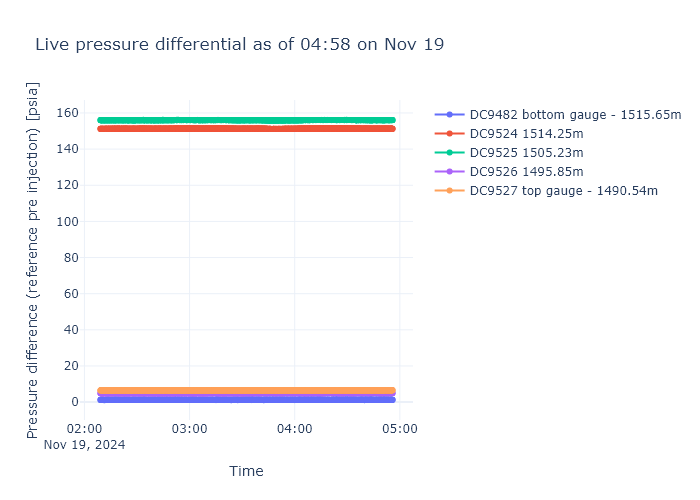 Live pressure differential as of 04:58 on Nov 19
Pressure difference (reference pre injection) [psia]
160
140
120
100
80
60
40
20
0
02:00
Nov 19, 2024
03:00
04:00
05:00
Time
DC9482 bottom gauge - 1515.65m
DC9524 1514.25m
DC9525 1505.23m
DC9526 1495.85m
DC9527 top gauge - 1490.54m